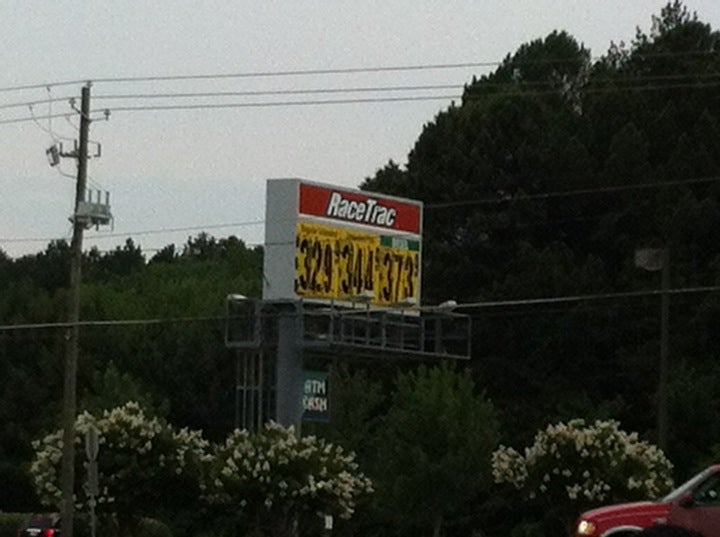 RaceTrac
329 344 373
ATM
CASH